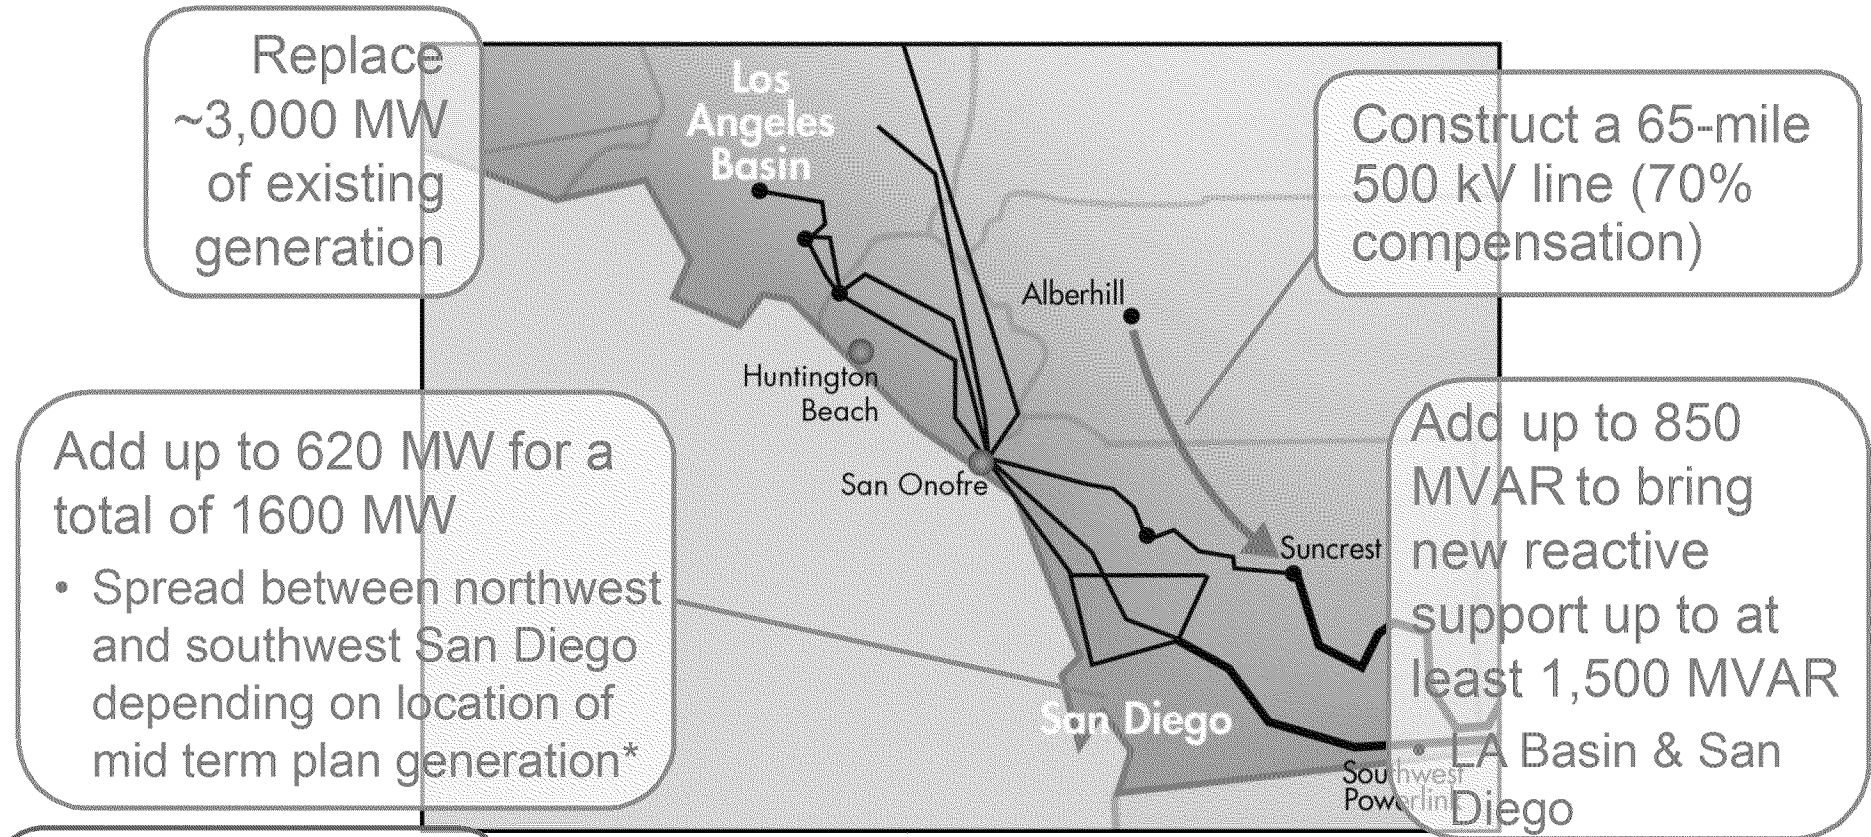 Replace
~3,000 MW
of existing
generation
Los
Angeles
Basin
Construct a 65-mile
500 kV line (70%
compensation)
Alberhill
Huntington
Beach
San Onofre
Add up to 620 MW for a
total of 1600 MW
• Spread between northwest
and southwest San Diego
depending on location of
mid term plan generation*
Suncrest
Add up to 850
MVAR to bring
new reactive
support up to at
least 1,500 MVAR
• LA Basin & San
Diego
San Diego
Southwest
Powerlink